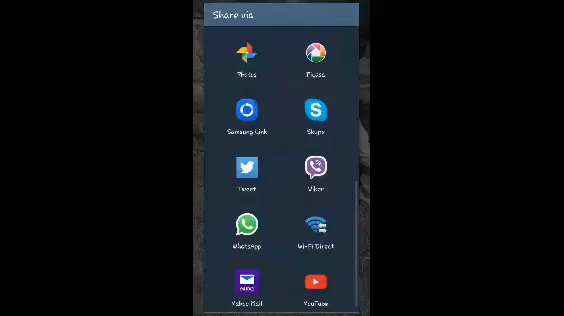 Share via
Photos Picasa
Samsung Link Skype
Tweet Viber
WhatsApp Wi-Fi Direct
Yahoo Mail YouTube